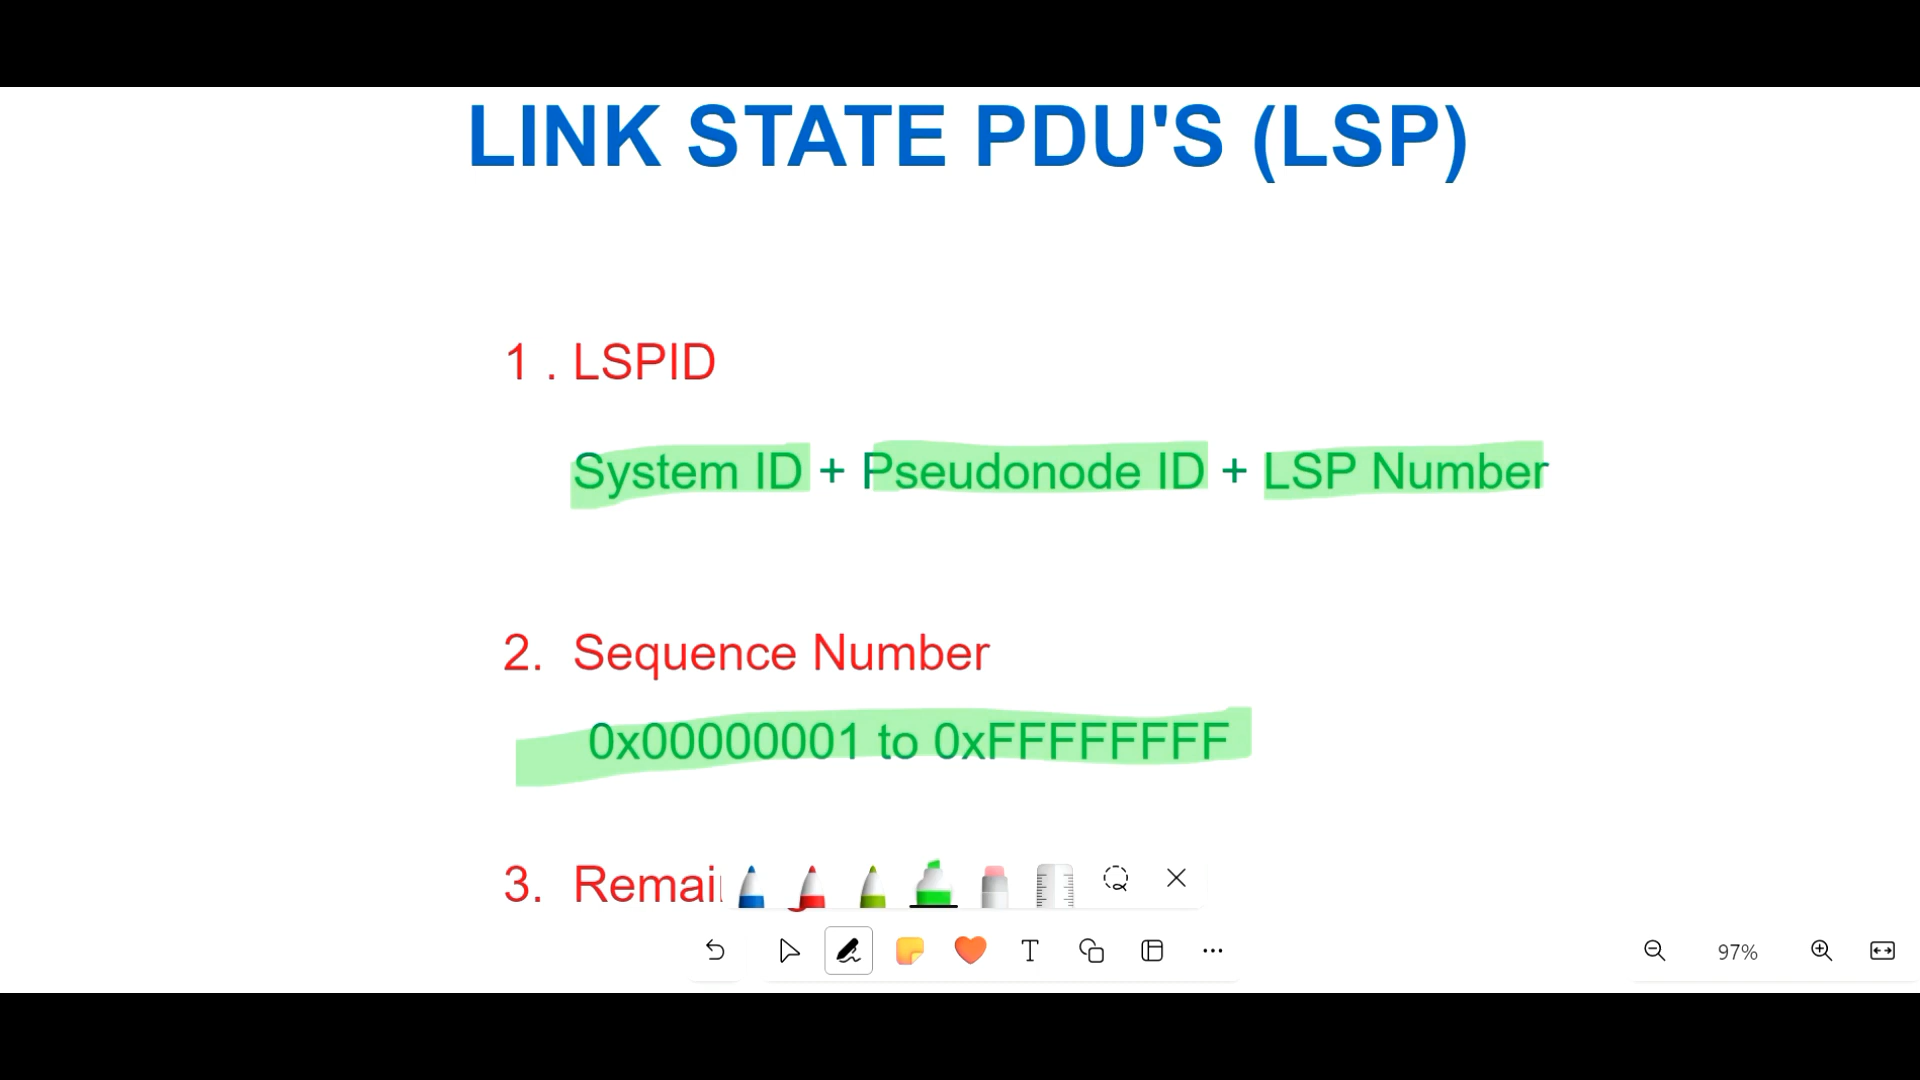 LINK STATE PDU'S (LSP)
1 . LSPID
System ID + Pseudonode ID + LSP Number
2. Sequence Number
0x00000001 to 0xFFFFFFFF
3. Remai
97%